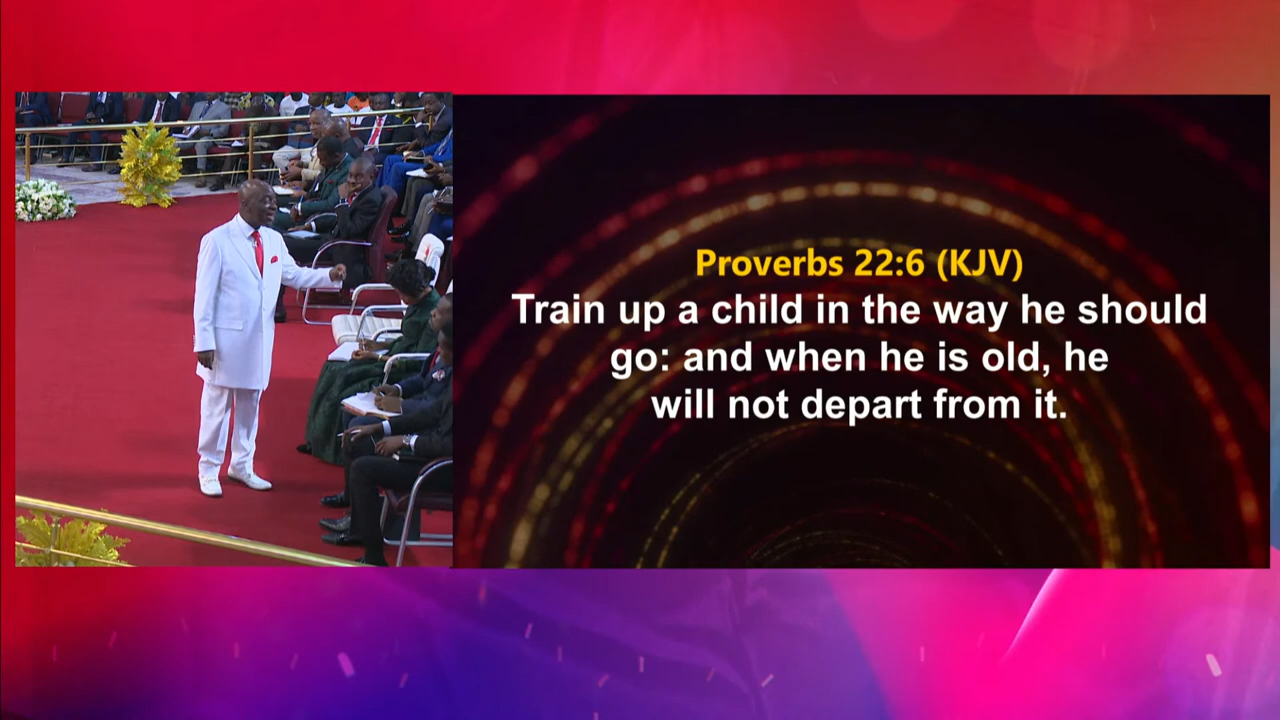 Proverbs 22:6 (KJV)
Train up a child in the way he should
go: and when he is old, he
will not depart from it.